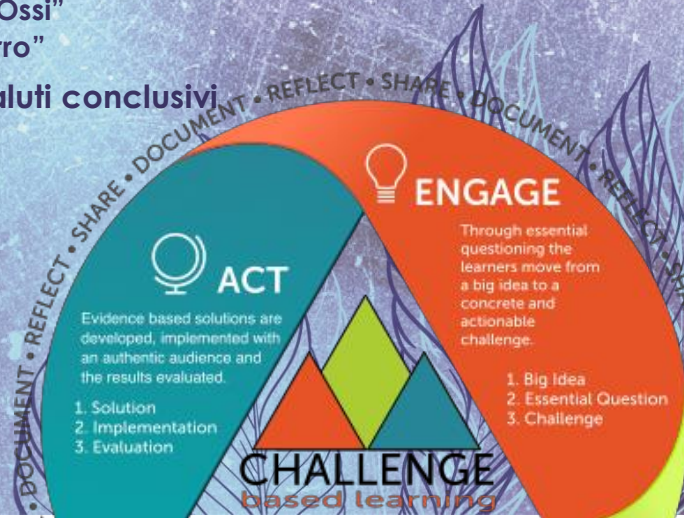 Ossi”
rro”
aluti conclusivi
DOCUMENT • REFLECT • SHARE • DOCUMENT • REFLECT • SHARE • DOCUMENT • REFLECT • SHA
ENGAGE
Through essential
questioning the
learners move from
a big idea to a
concrete and
actionable
challenge.
1. Big Idea
2. Essential Question
3. Challenge
ACT
Evidence based solutions are
developed, implemented with
an authentic audience and
the results evaluated.
1. Solution
2. Implementation
3. Evaluation
CHALLENGE
based learning